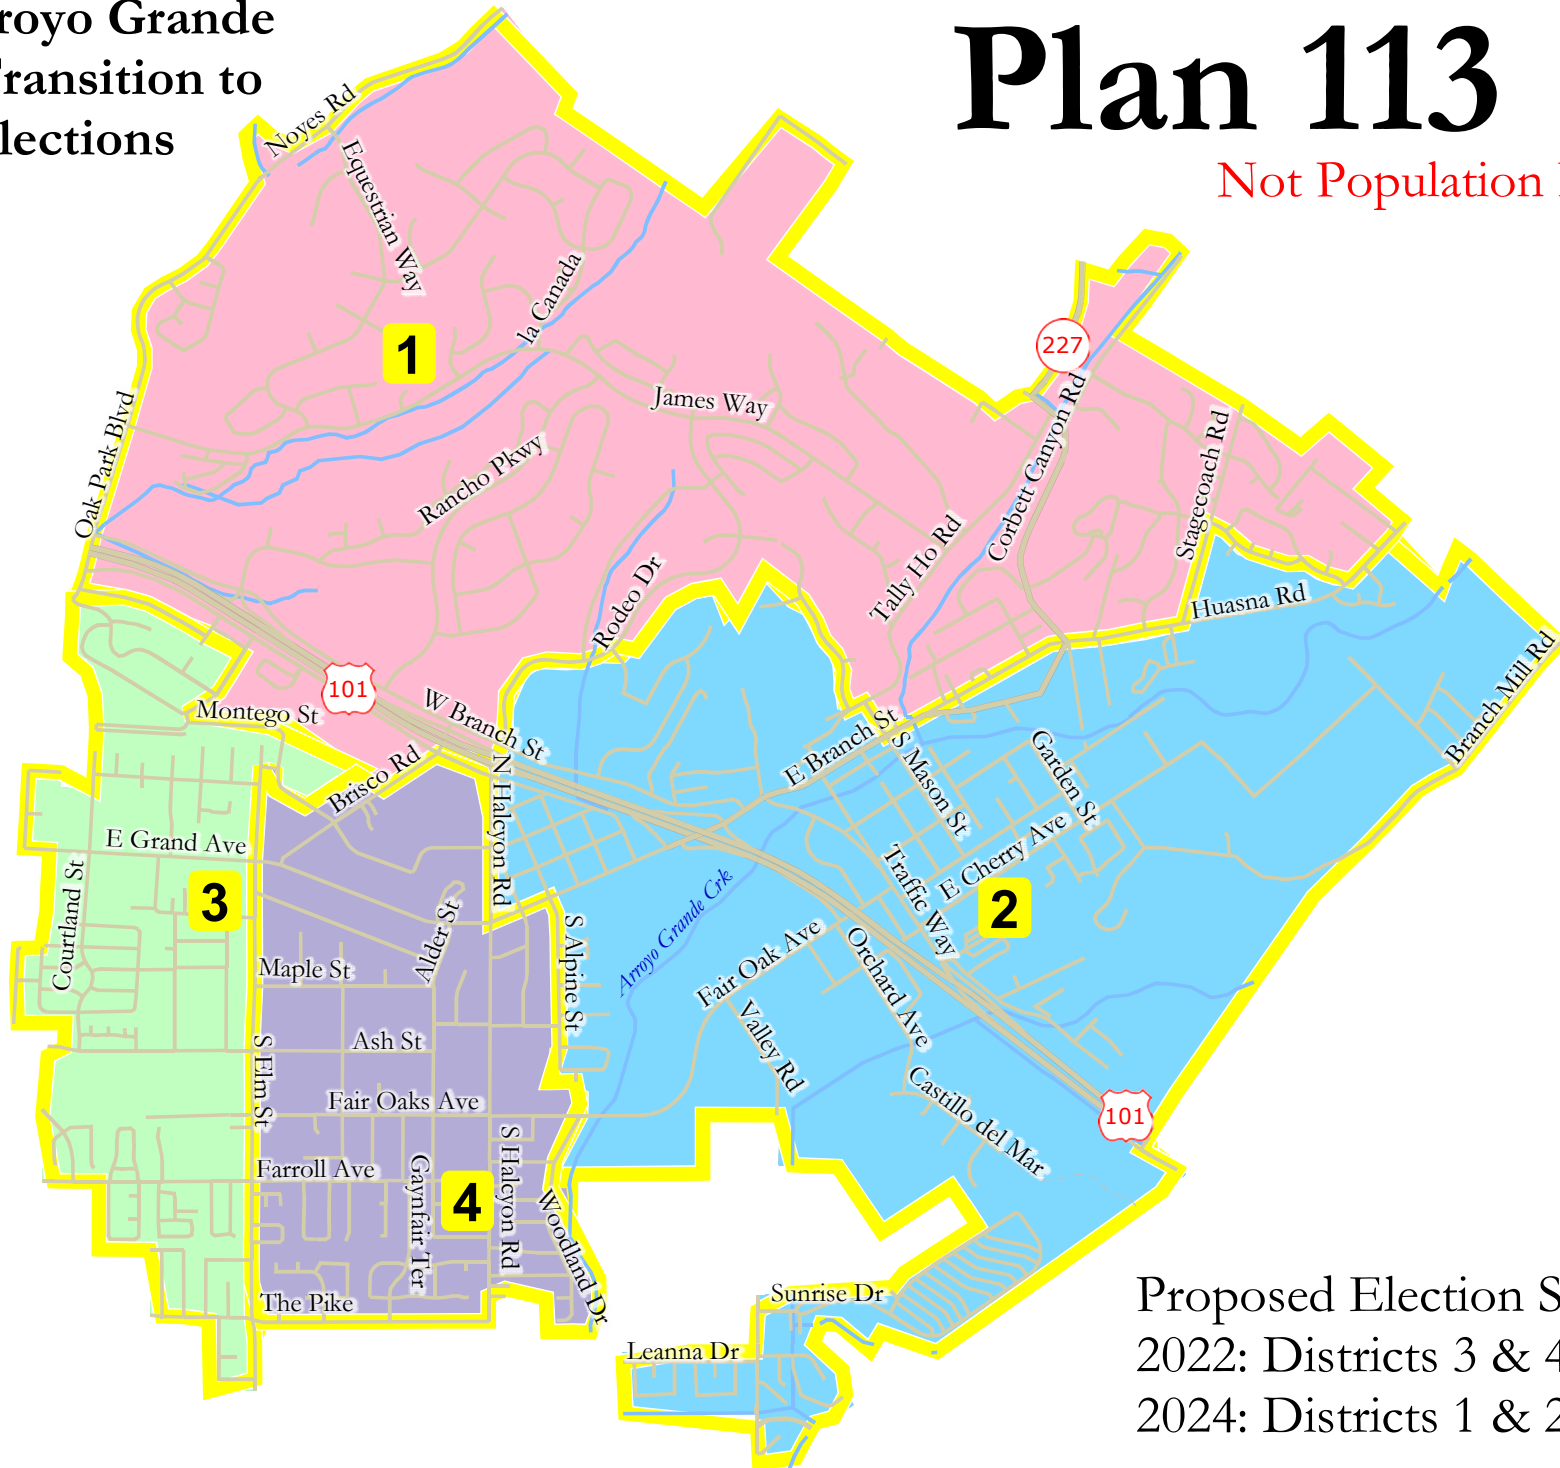 royo Grande
ransition to
lections
Plan 113
Not Population
Noyes Rd
Equestrian Way
la Canada
1
227
James Way
Oak Park Blvd
Rancho Pkwy
Corbett Canyon Rd
Stagecoach Rd
Tally Ho Rd
Rodeo Dr
Huasna Rd
Branch Mill Rd
101
Montego St
W Branch St
E Branch St
Brisco Rd
N Halcyon Rd
S Mason St
Garden St
E Grand Ave
E Cherry Ave
Courtland St
3
Traffic Way
2
Arroyo Grande Crk
Alder St
S Alpine St
Maple St
Fair Oak Ave
Orchard Ave
Valley Rd
S Elm St
Ash St
Fair Oaks Ave
Castillo del Mar
101
Farroll Ave
Gaynfair Ter
4
S Halcyon Rd
Woodland Dr
The Pike
Sunrise Dr
Leanna Dr
Proposed Election S
2022: Districts 3 & 4
2024: Districts 1 & 2